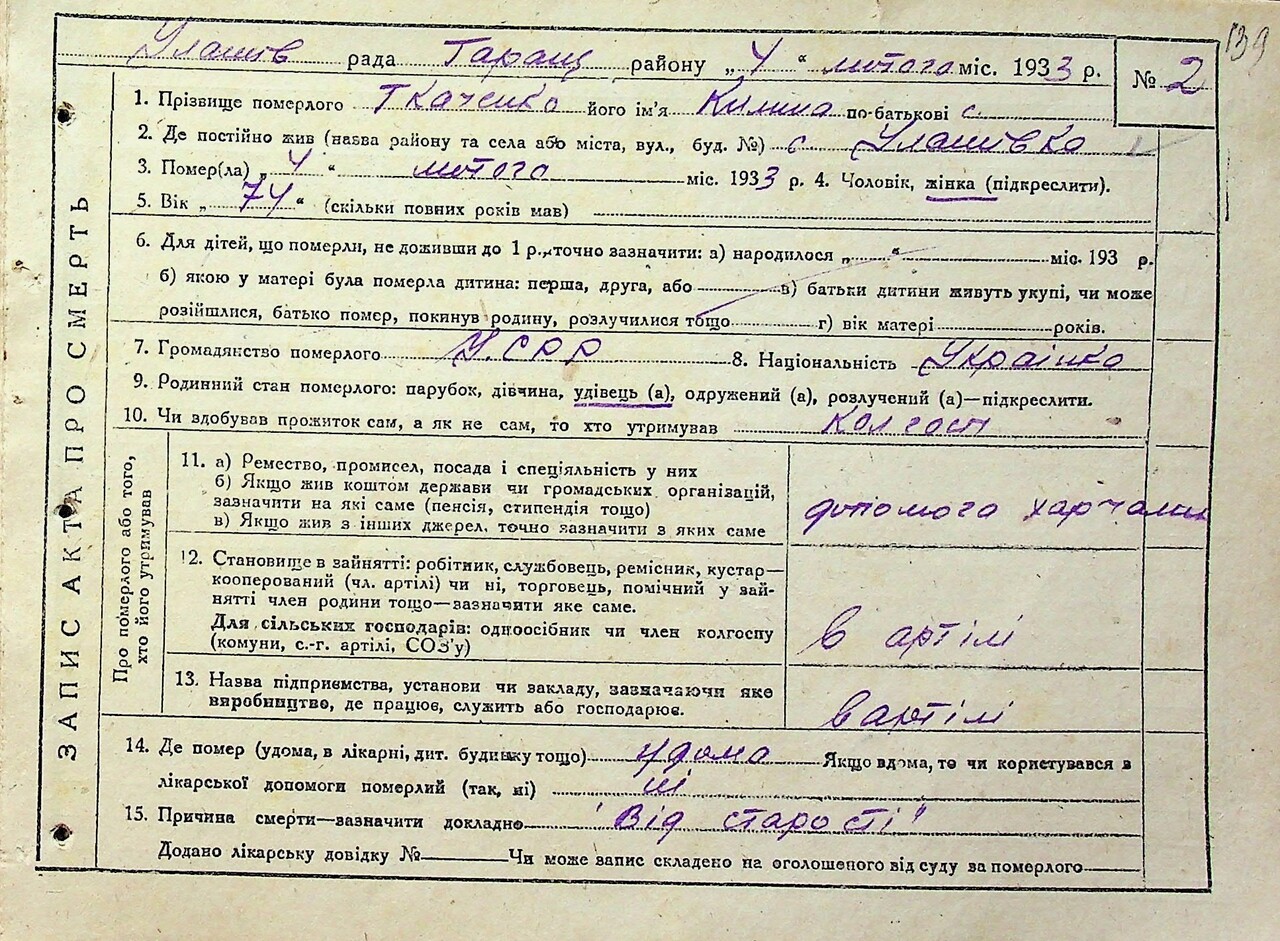 139
Улашів рада Таращ району „ 4 “ лютого міс. 1933 р. № 2
1. Прізвище померлого Ткаченко його ім'я по-батькові с.
2. Де постійно жив (назва району та села або міста, вул., буд. №) с Улашівка
3. Помер(ла) „ 4 “ лютого міс. 1933 р. 4. Чоловік, жінка (підкреслити).
5. Вік „ 74 “ (скільки повних років мав)
6. Для дітей, що померли, не доживши до 1 р., точно зазначити: а) народилося „ “ міс. 193 р.
б) якою у матері була померла дитина: перша, друга, або в) батьки дитини живуть укупі, чи може
розійшлися, батько помер, покинув родину, розлучилися тощо г) вік матері років.
7. Громадянство померлого У.СРР 8. Національність Українка
9. Родинний стан померлого: парубок, дівчина, удівець (а), одружений (а), розлучений (а)—підкреслити.
10. Чи здобував прожиток сам, а як не сам, то хто утримував Колгосп
ЗАПИС АКТА ПРО СМЕРТЬ
Про померлого або того,
хто його утримував
11. а) Ремество, промисел, посада і спеціяльність у них
б) Якщо жив коштом держави чи громадських організацій,
зазначити на які саме (пенсія, стипендія тощо)
в) Якщо жив з інших джерел, точно зазначити з яких саме
допомога харчами
12. Становище в зайнятті: робітник, службовець, ремісник, кустар—
кооперований (чл. артілі) чи ні, торговець, помічний у зай-
нятті член родини тощо—зазначити яке саме.
Для сільських господарів: одноосібник чи член колгоспу
(комуни, с.-г. артілі, СОЗ'у)
в артілі
13. Назва підприємства, установи чи закладу, зазначаючи яке
виробництво, де працює, служить або господарює.
в артілі
14. Де помер (удома, в лікарні, дит. будинку тощо) удома Якщо вдома, то чи користувався з
лікарської допомоги померлий (так, ні) ні
15. Причина смерти—зазначити докладно "Від старості"
Додано лікарську довідку № Чи може запис складено на оголошеного від суду за померлого